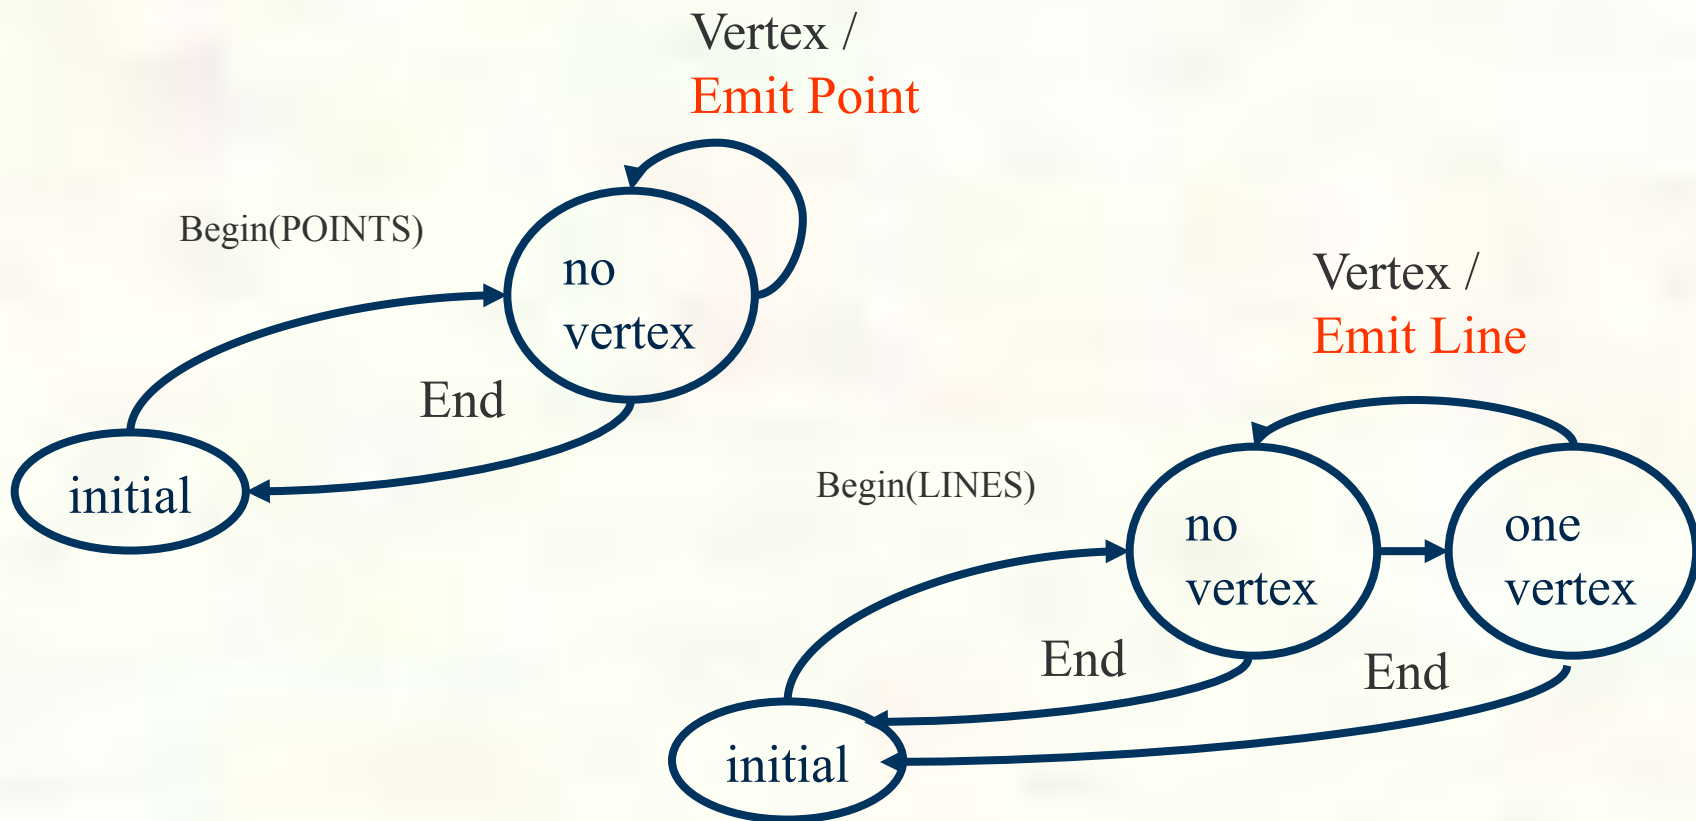 Vertex /
Emit Point
Begin(POINTS)
no
vertex
End
initial
Vertex /
Emit Line
Begin(LINES)
no
vertex
one
vertex
End
End
initial